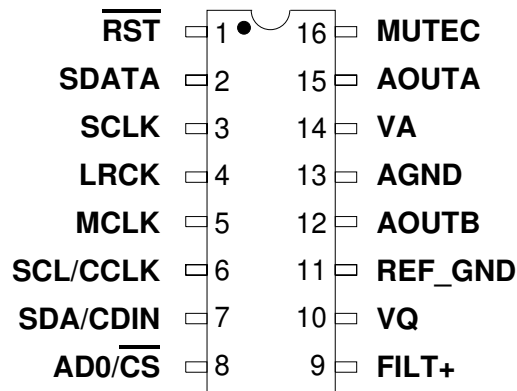 RST 1 16 MUTEC
SDATA 2 15 AOUTA
SCLK 3 14 VA
LRCK 4 13 AGND
MCLK 5 12 AOUTB
SCL/CCLK 6 11 REF_GND
SDA/CDIN 7 10 VQ
AD0/CS 8 9 FILT+